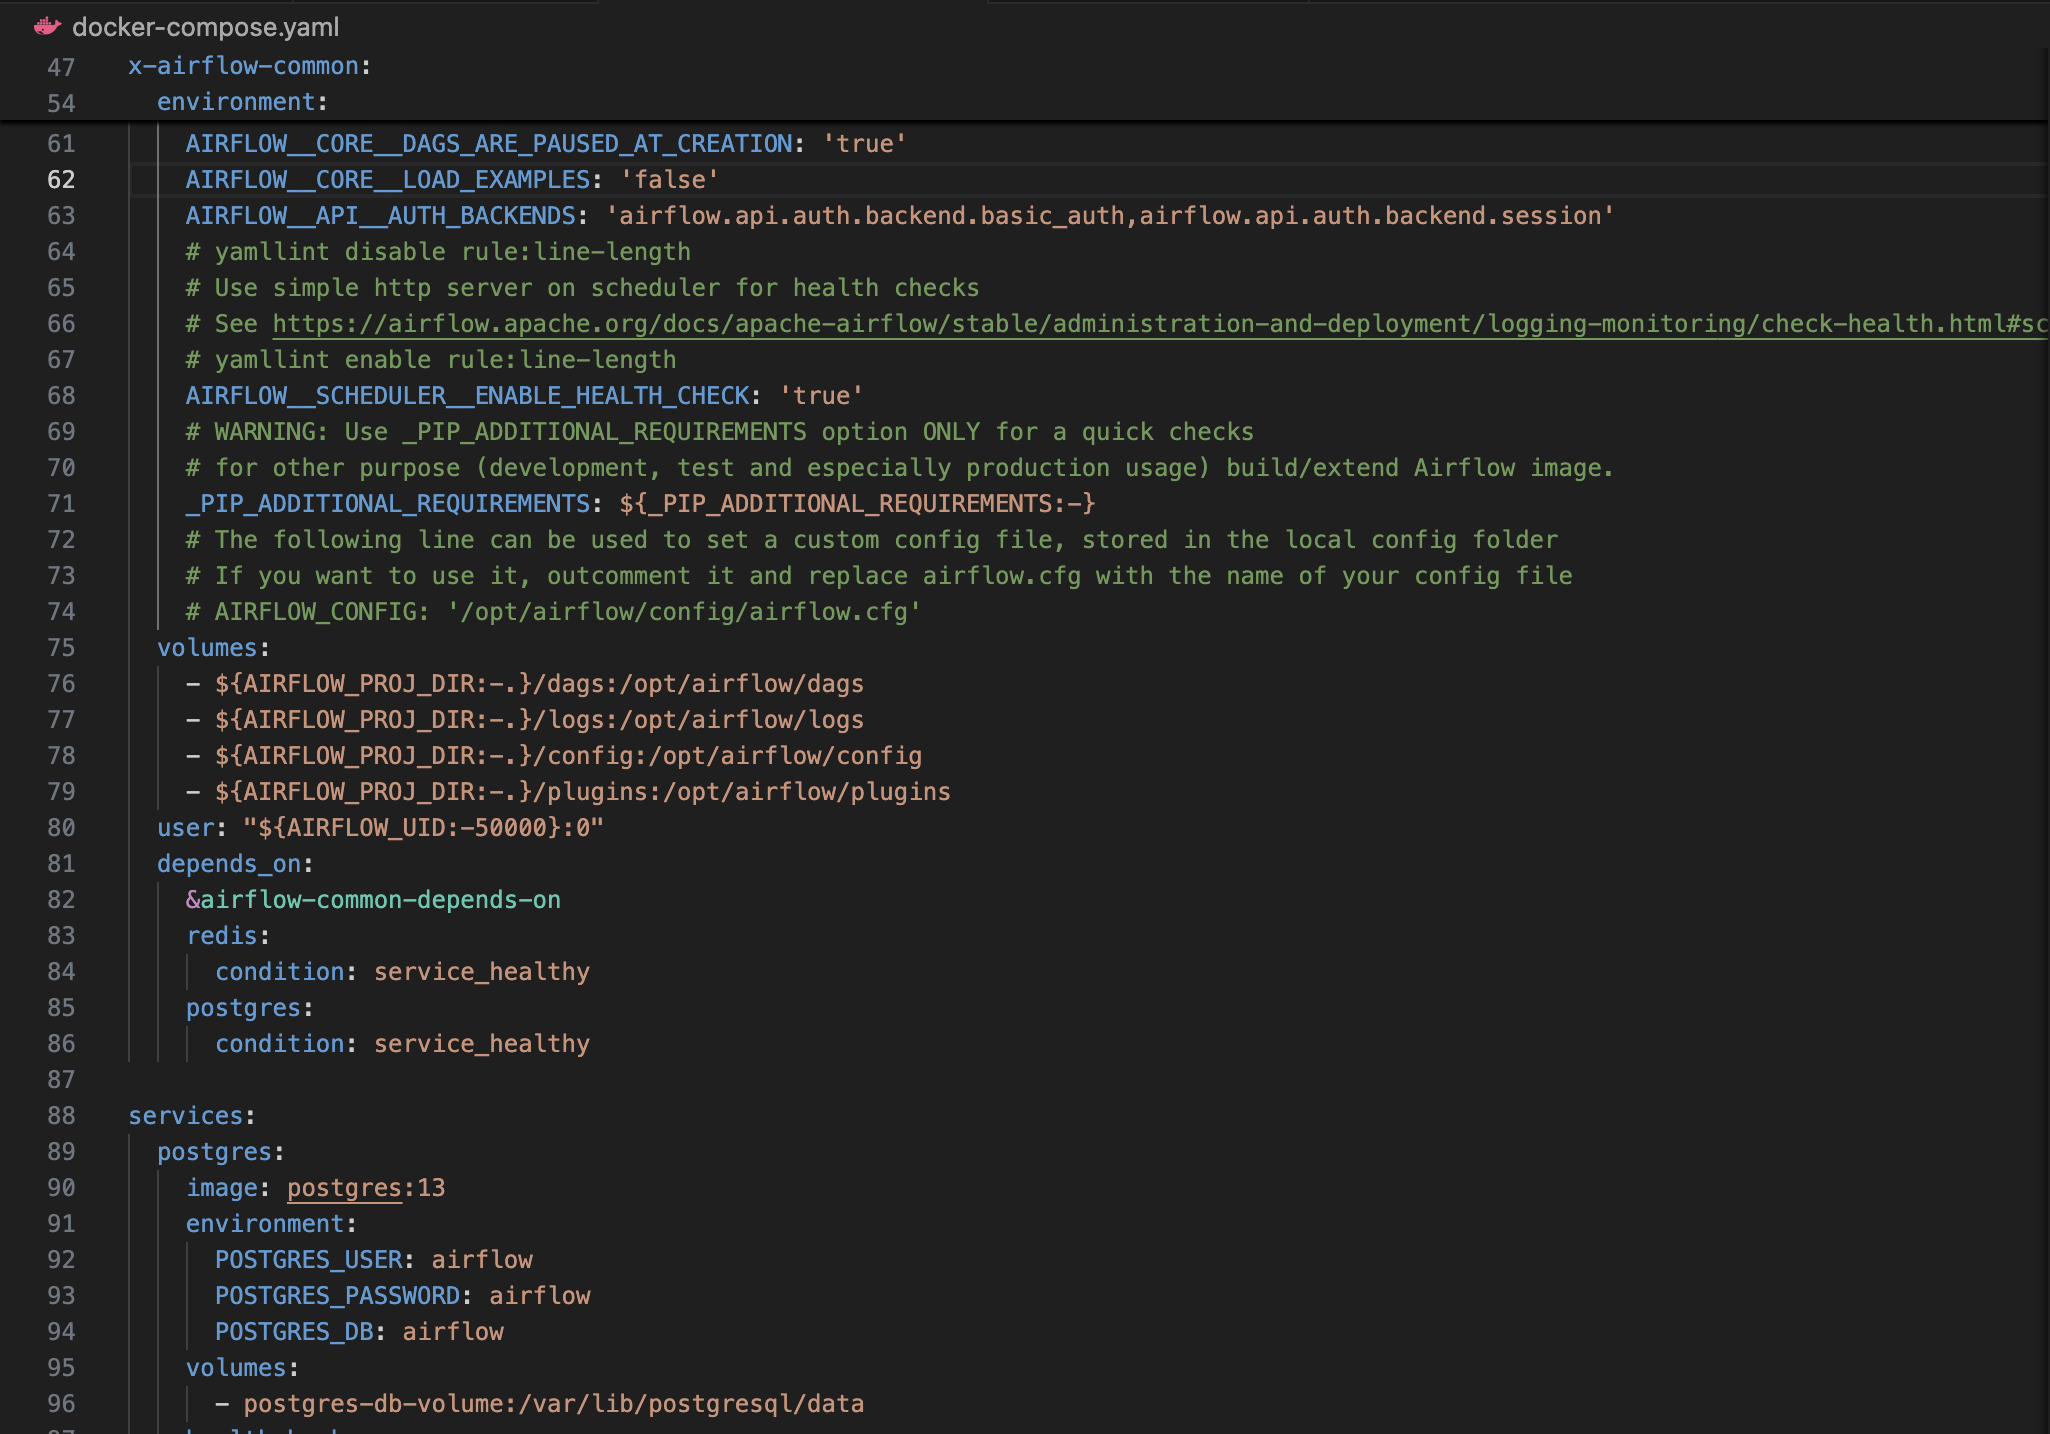 docker-compose.yaml
47 x-airflow-common:
54   environment:
61     AIRFLOW__CORE__DAGS_ARE_PAUSED_AT_CREATION: 'true'
62     AIRFLOW__CORE__LOAD_EXAMPLES: 'false'
63     AIRFLOW__API__AUTH_BACKENDS: 'airflow.api.auth.backend.basic_auth,airflow.api.auth.backend.session'
64     # yamllint disable rule:line-length
65     # Use simple http server on scheduler for health checks
66     # See https://airflow.apache.org/docs/apache-airflow/stable/administration-and-deployment/logging-monitoring/check-health.html#sc
67     # yamllint enable rule:line-length
68     AIRFLOW__SCHEDULER__ENABLE_HEALTH_CHECK: 'true'
69     # WARNING: Use _PIP_ADDITIONAL_REQUIREMENTS option ONLY for a quick checks
70     # for other purpose (development, test and especially production usage) build/extend Airflow image.
71     _PIP_ADDITIONAL_REQUIREMENTS: ${_PIP_ADDITIONAL_REQUIREMENTS:-}
72     # The following line can be used to set a custom config file, stored in the local config folder
73     # If you want to use it, outcomment it and replace airflow.cfg with the name of your config file
74     # AIRFLOW_CONFIG: '/opt/airflow/config/airflow.cfg'
75   volumes:
76     - ${AIRFLOW_PROJ_DIR:-.}/dags:/opt/airflow/dags
77     - ${AIRFLOW_PROJ_DIR:-.}/logs:/opt/airflow/logs
78     - ${AIRFLOW_PROJ_DIR:-.}/config:/opt/airflow/config
79     - ${AIRFLOW_PROJ_DIR:-.}/plugins:/opt/airflow/plugins
80   user: "${AIRFLOW_UID:-50000}:0"
81   depends_on:
82     &airflow-common-depends-on
83     redis:
84       condition: service_healthy
85     postgres:
86       condition: service_healthy
87
88 services:
89   postgres:
90     image: postgres:13
91     environment:
92       POSTGRES_USER: airflow
93       POSTGRES_PASSWORD: airflow
94       POSTGRES_DB: airflow
95     volumes:
96       - postgres-db-volume:/var/lib/postgresql/data